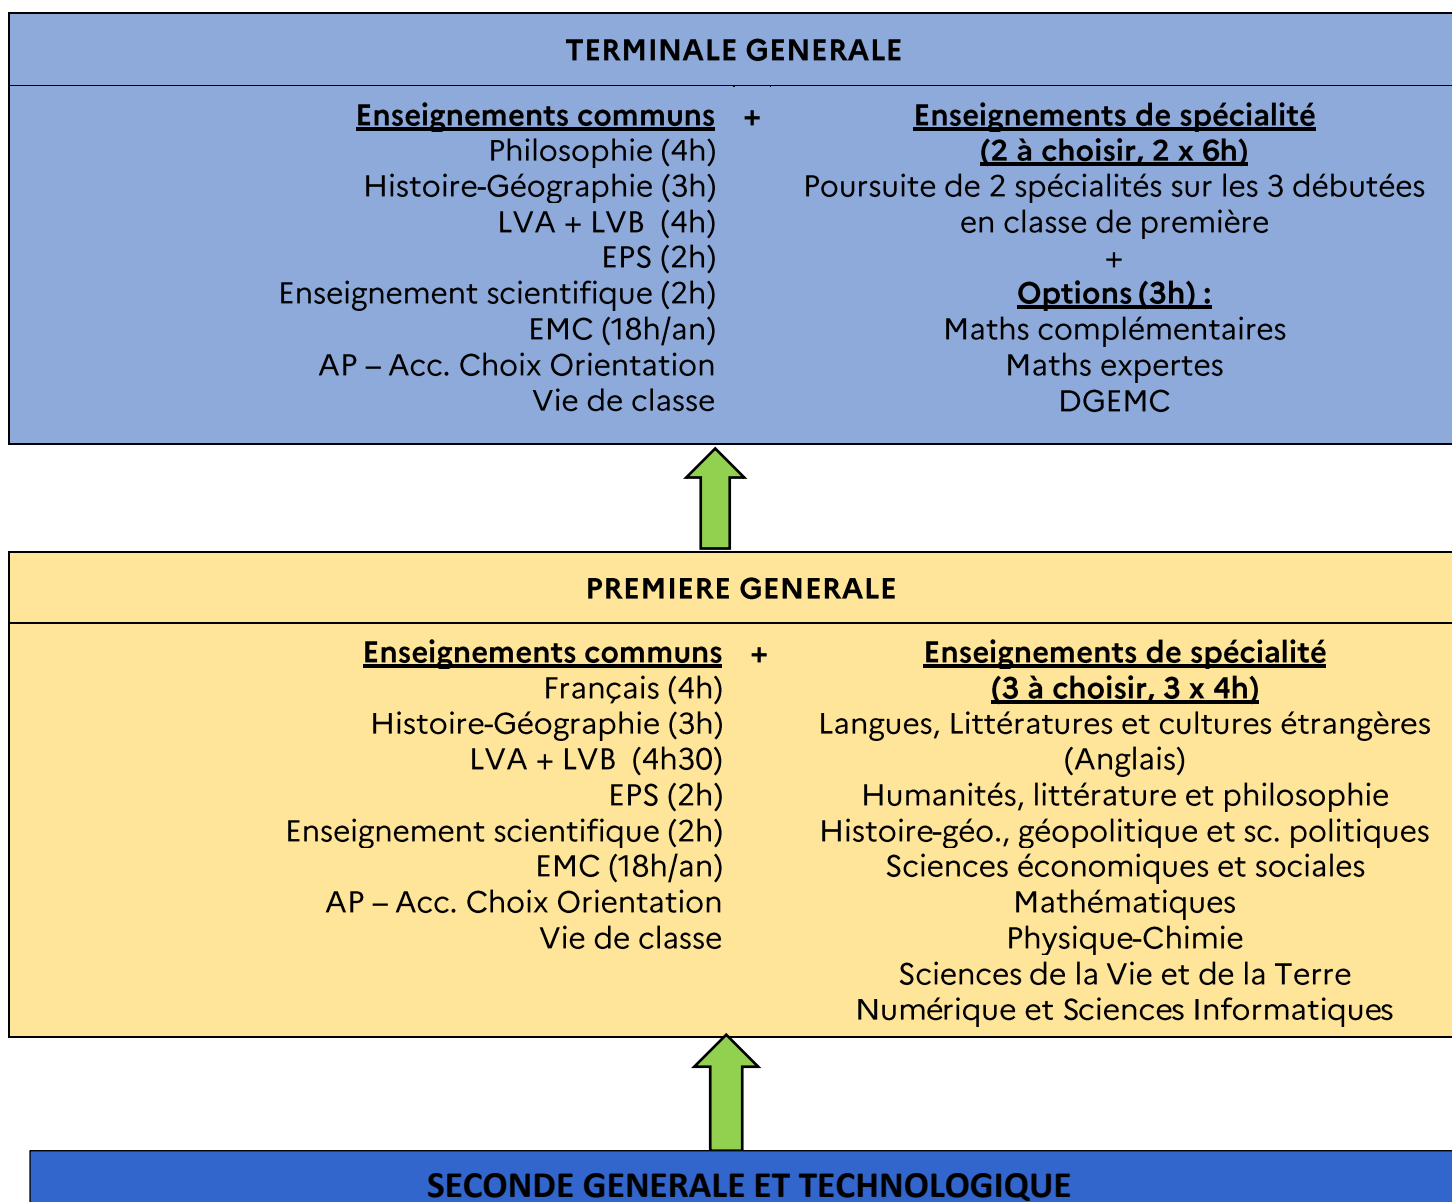 TERMINALE GENERALE
Enseignements communs +
Philosophie (4h)
Histoire-Géographie (3h)
LVA + LVB (4h)
EPS (2h)
Enseignement scientifique (2h)
EMC (18h/an)
AP – Acc. Choix Orientation
Vie de classe
Enseignements de spécialité
(2 à choisir, 2 x 6h)
Poursuite de 2 spécialités sur les 3 débutées
en classe de première
+
Options (3h) :
Maths complémentaires
Maths expertes
DGEMC
PREMIERE GENERALE
Enseignements communs +
Français (4h)
Histoire-Géographie (3h)
LVA + LVB (4h30)
EPS (2h)
Enseignement scientifique (2h)
EMC (18h/an)
AP – Acc. Choix Orientation
Vie de classe
Enseignements de spécialité
(3 à choisir, 3 x 4h)
Langues, Littératures et cultures étrangères
(Anglais)
Humanités, littérature et philosophie
Histoire-géo., géopolitique et sc. politiques
Sciences économiques et sociales
Mathématiques
Physique-Chimie
Sciences de la Vie et de la Terre
Numérique et Sciences Informatiques
SECONDE GENERALE ET TECHNOLOGIQUE